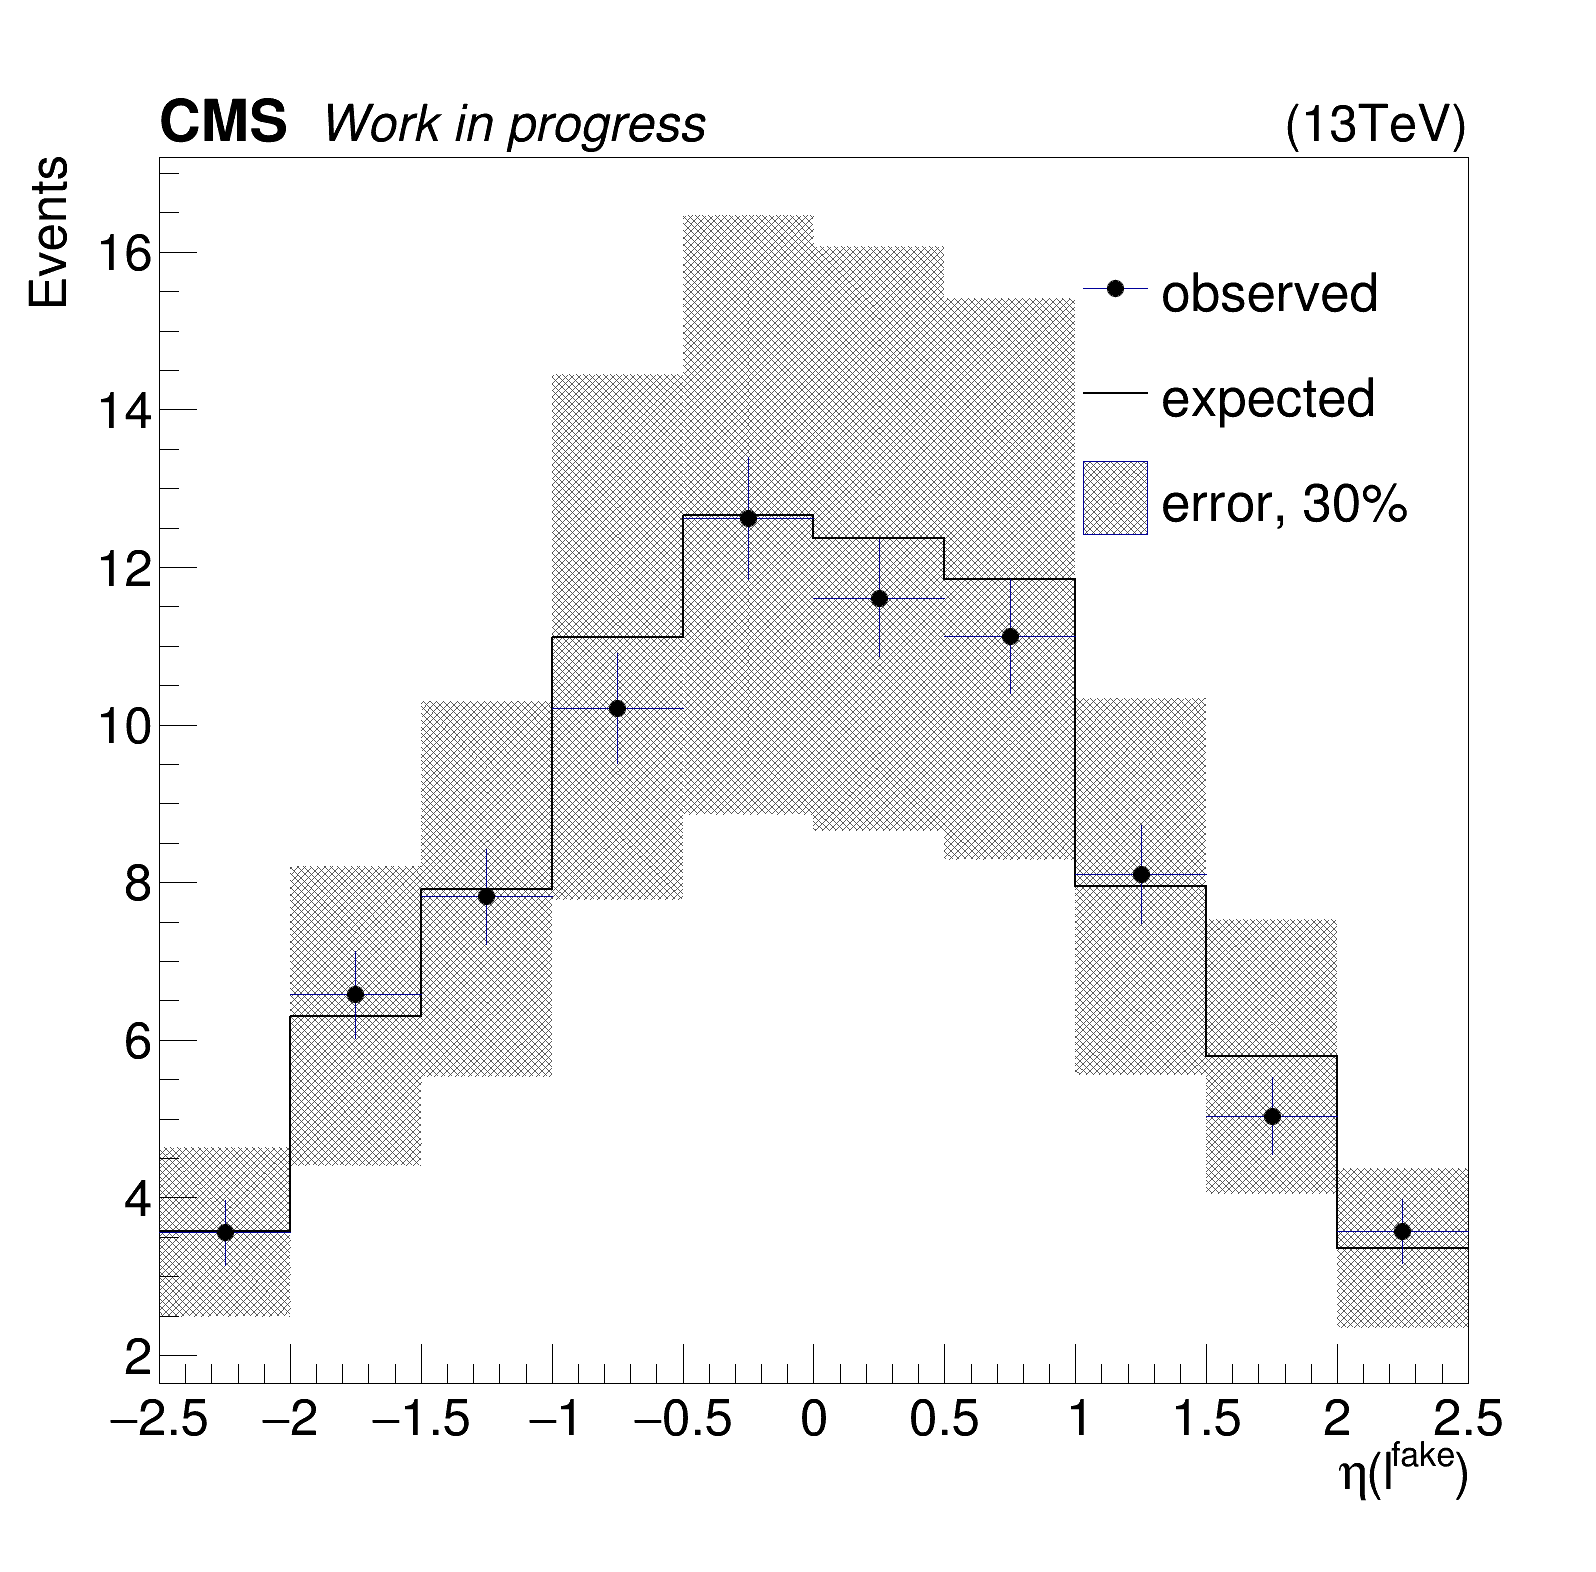 CMS Work in progress (13TeV)
Events
16
14
12
10
8
6
4
2
observed
expected
error, 30%
−2.5 −2 −1.5 −1 −0.5 0 0.5 1 1.5 2 2.5
η(l^fake)